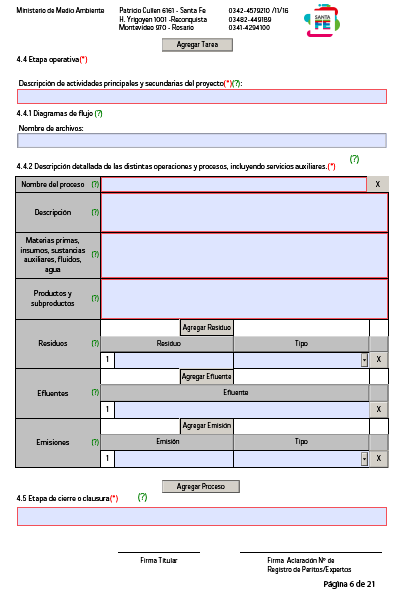 Ministerio de Medio Ambiente
Patricio Cullen 6161 - Santa Fe
0342-4579210 /11/16
H. Yrigoyen 1001 -Reconquista
03482-449189
Montevideo 970 - Rosario
0341-4294100
SANTA
FE
Agregar Tarea
4.4 Etapa operativa(*)
Descripción de actividades principales y secundarias del proyecto(*)(?):
4.4.1 Diagramas de flujo (?)
Nombre de archivos:
4.4.2 Descripción detallada de las distintas operaciones y procesos, incluyendo servicios auxiliares.(*) (?)
Nombre del proceso (?) X
Descripción (?)
Materias primas,
insumos, sustancias
auxiliares, fluidos,
agua (?)
Productos y
subproductos (?)
Agregar Residuo
Residuos (?) Residuo Tipo
1 X
Agregar Efluente
Efluentes (?) Efluente
1 X
Agregar Emisión
Emisiones (?) Emisión Tipo
1 X
Agregar Proceso
4.5 Etapa de cierre o clausura(*) (?)
Firma Titular
Firma Aclaración Nº de
Registro de Peritos/Expertos
Página 6 de 21